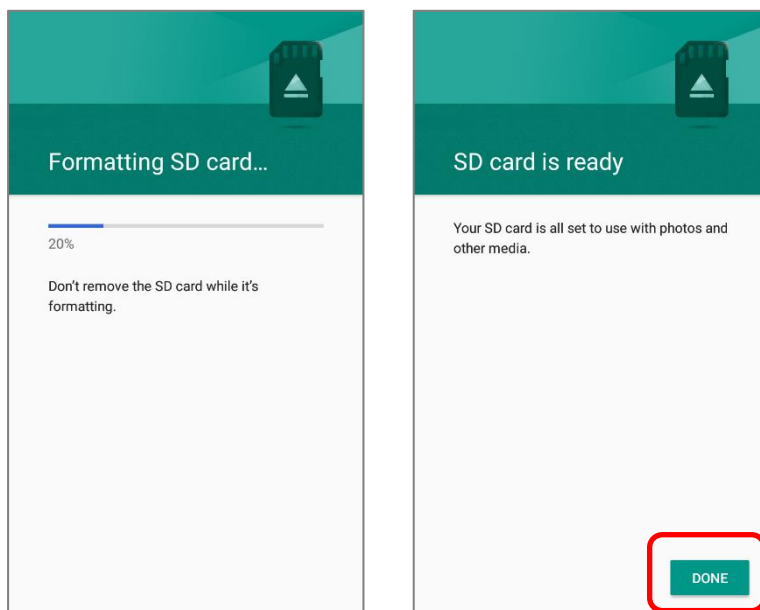 Formatting SD card...
20%
Don't remove the SD card while it's
formatting.
SD card is ready
Your SD card is all set to use with photos and
other media.
DONE